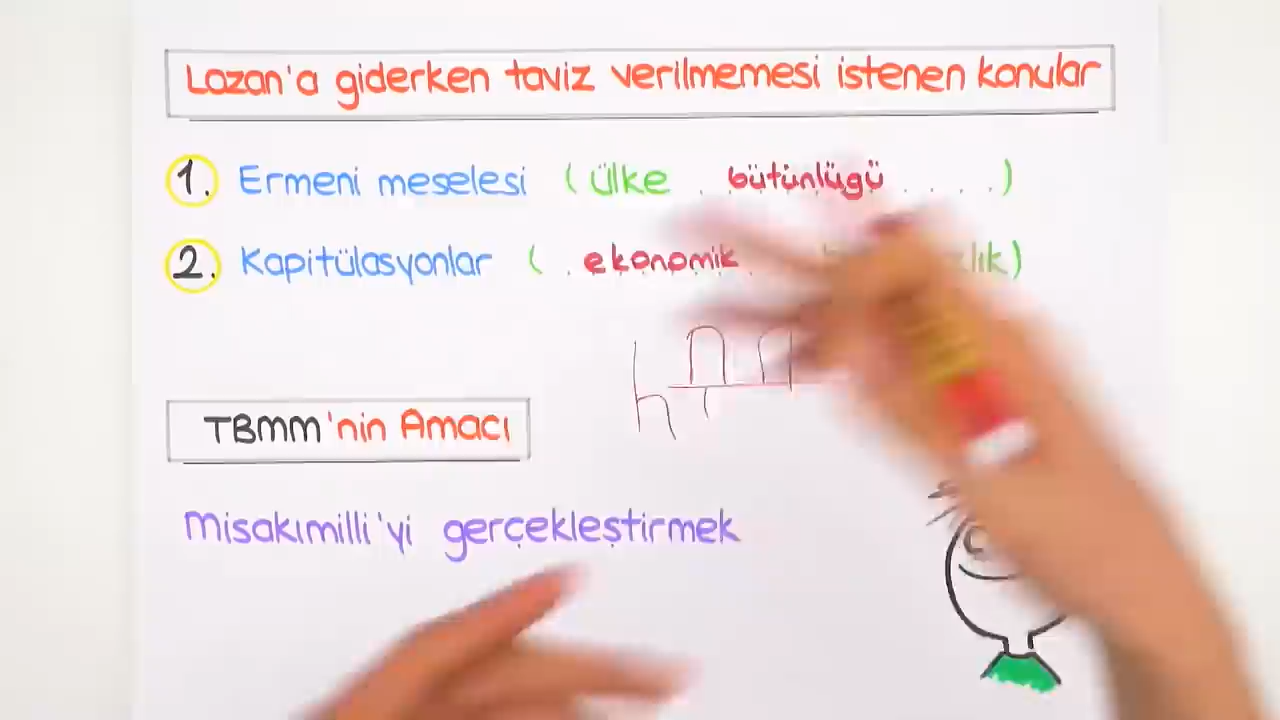 Lozan'a giderken taviz verilmemesi istenen konular
1. Ermeni meselesi (ülke bütünlüğü ....)
2. Kapitülasyonlar ( . ekonomik
TBMM'nin Amacı
Misakımilli'yi gerçekleştirmek